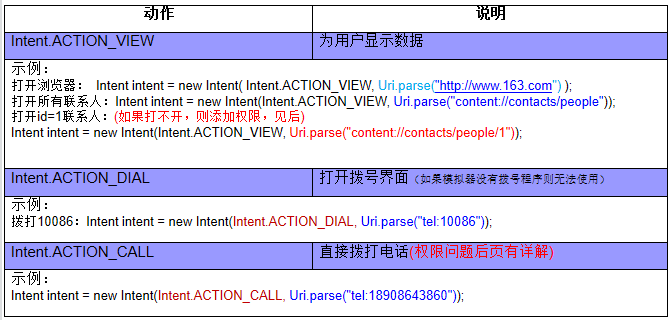 动作 说明
Intent.ACTION_VIEW 为用户显示数据
示例：
打开浏览器： Intent intent = new Intent( Intent.ACTION_VIEW, Uri.parse("http://www.163.com") );
打开所有联系人：Intent intent = new Intent(Intent.ACTION_VIEW, Uri.parse("content://contacts/people"));
打开id=1联系人：(如果打不开，则添加权限，见后)
Intent intent = new Intent(Intent.ACTION_VIEW, Uri.parse("content://contacts/people/1"));
Intent.ACTION_DIAL 打开拨号界面（如果模拟器没有拨号程序则无法使用）
示例：
拨打10086：Intent intent = new Intent(Intent.ACTION_DIAL, Uri.parse("tel:10086"));
Intent.ACTION_CALL 直接拨打电话(权限问题后页有详解)
示例：
Intent intent = new Intent(Intent.ACTION_CALL, Uri.parse("tel:18908643860"));